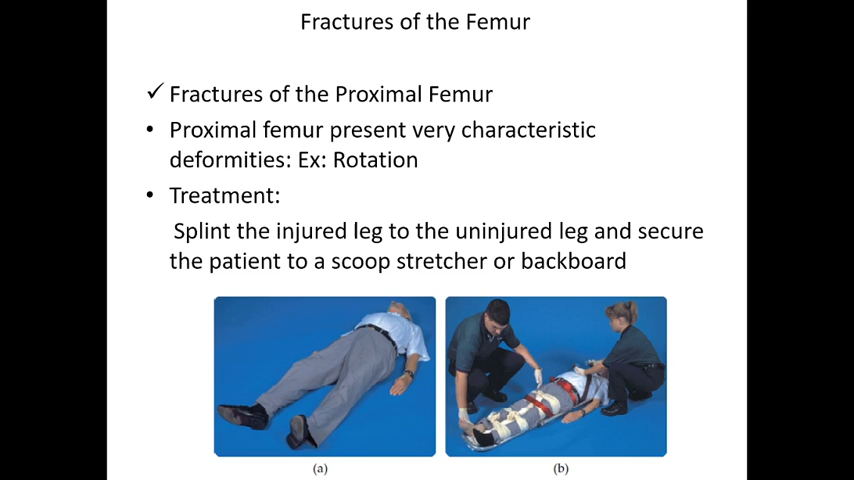 Fractures of the Femur
✓ Fractures of the Proximal Femur
• Proximal femur present very characteristic
deformities: Ex: Rotation
• Treatment:
Splint the injured leg to the uninjured leg and secure
the patient to a scoop stretcher or backboard
(a)
(b)